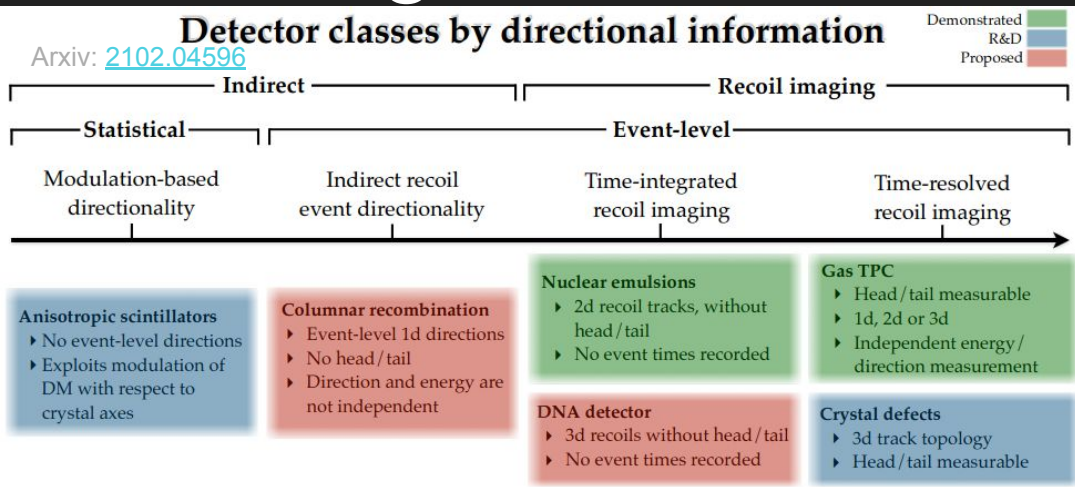 Detector classes by directional information
Demonstrated
R&D
Proposed
Arxiv: 2102.04596
Indirect
Recoil imaging
Statistical
Event-level
Modulation-based
directionality
Indirect recoil
event directionality
Time-integrated
recoil imaging
Time-resolved
recoil imaging
Anisotropic scintillators
No event-level directions
Exploits modulation of
DM with respect to
crystal axes
Columnar recombination
Event-level 1d directions
No head/tail
Direction and energy are
not independent
Nuclear emulsions
2d recoil tracks, without
head/tail
No event times recorded
DNA detector
3d recoils without head/tail
No event times recorded
Gas TPC
Head/tail measurable
1d, 2d or 3d
Independent energy/
direction measurement
Crystal defects
3d track topology
Head/tail measurable